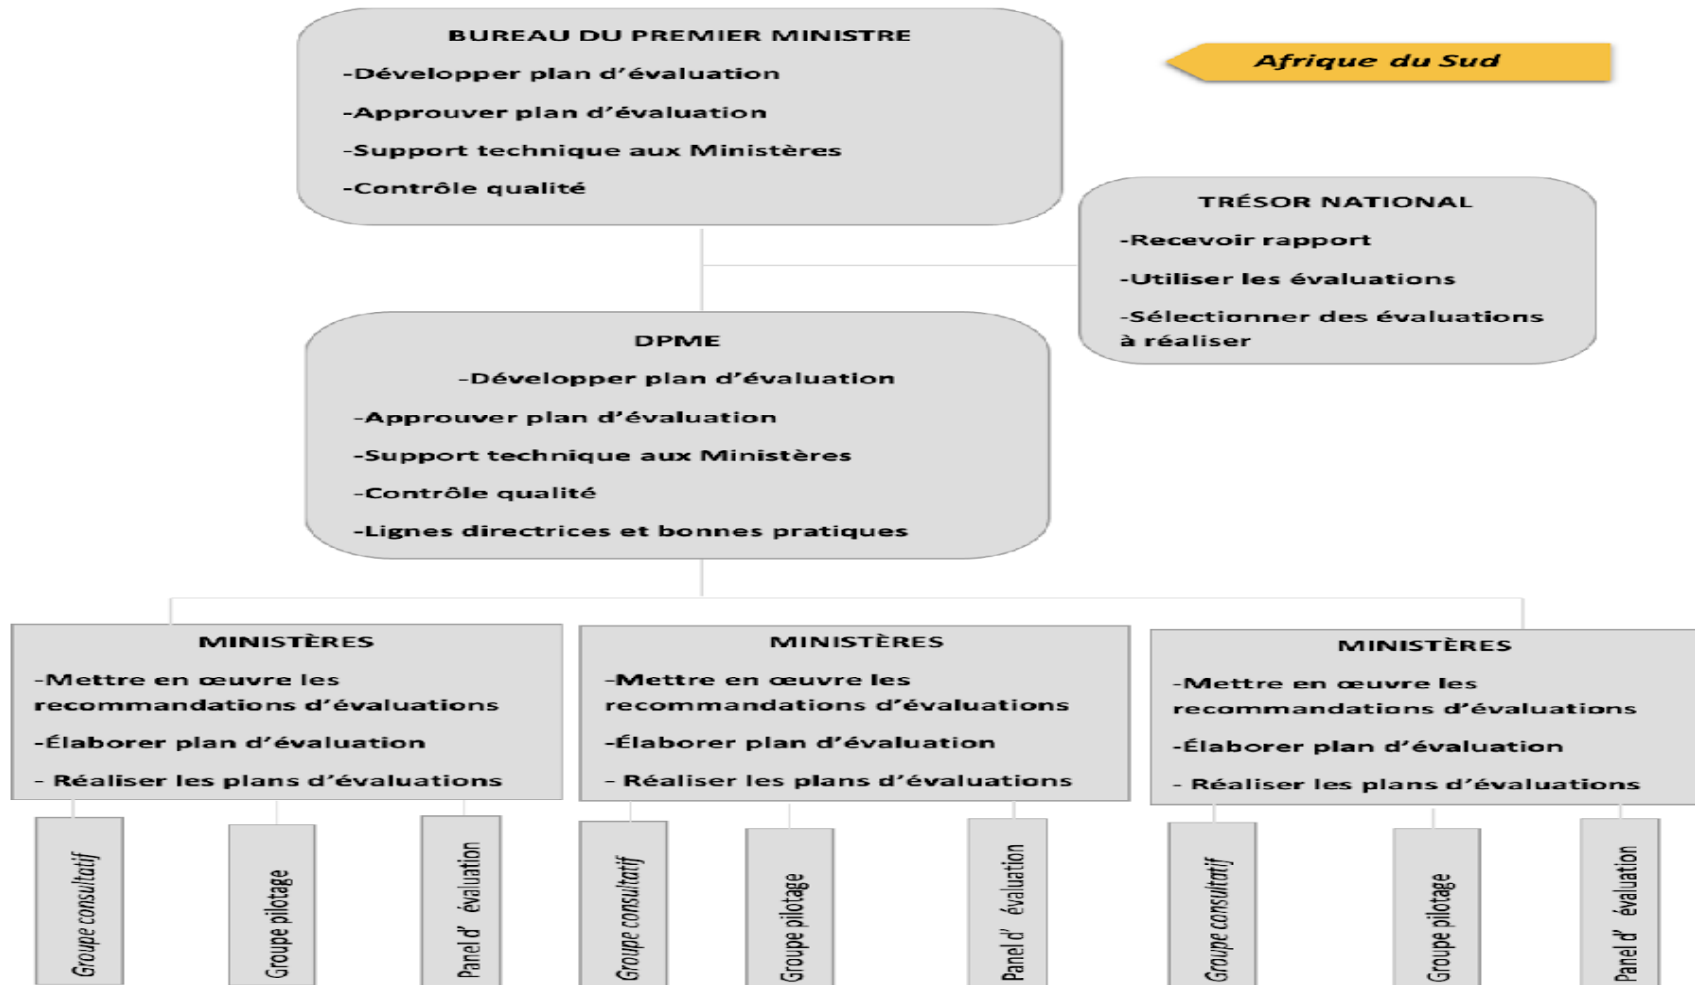 BUREAU DU PREMIER MINISTRE
-Développer plan d’évaluation
-Approuver plan d’évaluation
-Support technique aux Ministères
-Contrôle qualité
Afrique du Sud
TRÉSOR NATIONAL
-Recevoir rapport
-Utiliser les évaluations
-Sélectionner des évaluations
à réaliser
DPME
-Développer plan d’évaluation
-Approuver plan d’évaluation
-Support technique aux Ministères
-Contrôle qualité
-Lignes directrices et bonnes pratiques
MINISTÈRES
-Mettre en œuvre les
recommandations d’évaluations
-Élaborer plan d’évaluation
- Réaliser les plans d’évaluations
MINISTÈRES
-Mettre en œuvre les
recommandations d’évaluations
-Élaborer plan d’évaluation
- Réaliser les plans d’évaluations
MINISTÈRES
-Mettre en œuvre les
recommandations d’évaluations
-Élaborer plan d’évaluation
- Réaliser les plans d’évaluations
Groupe consultatif
Groupe pilotage
Panel d’ évaluation
Groupe consultatif
Groupe pilotage
Panel d’ évaluation
Groupe consultatif
Groupe pilotage
Panel d’ évaluation